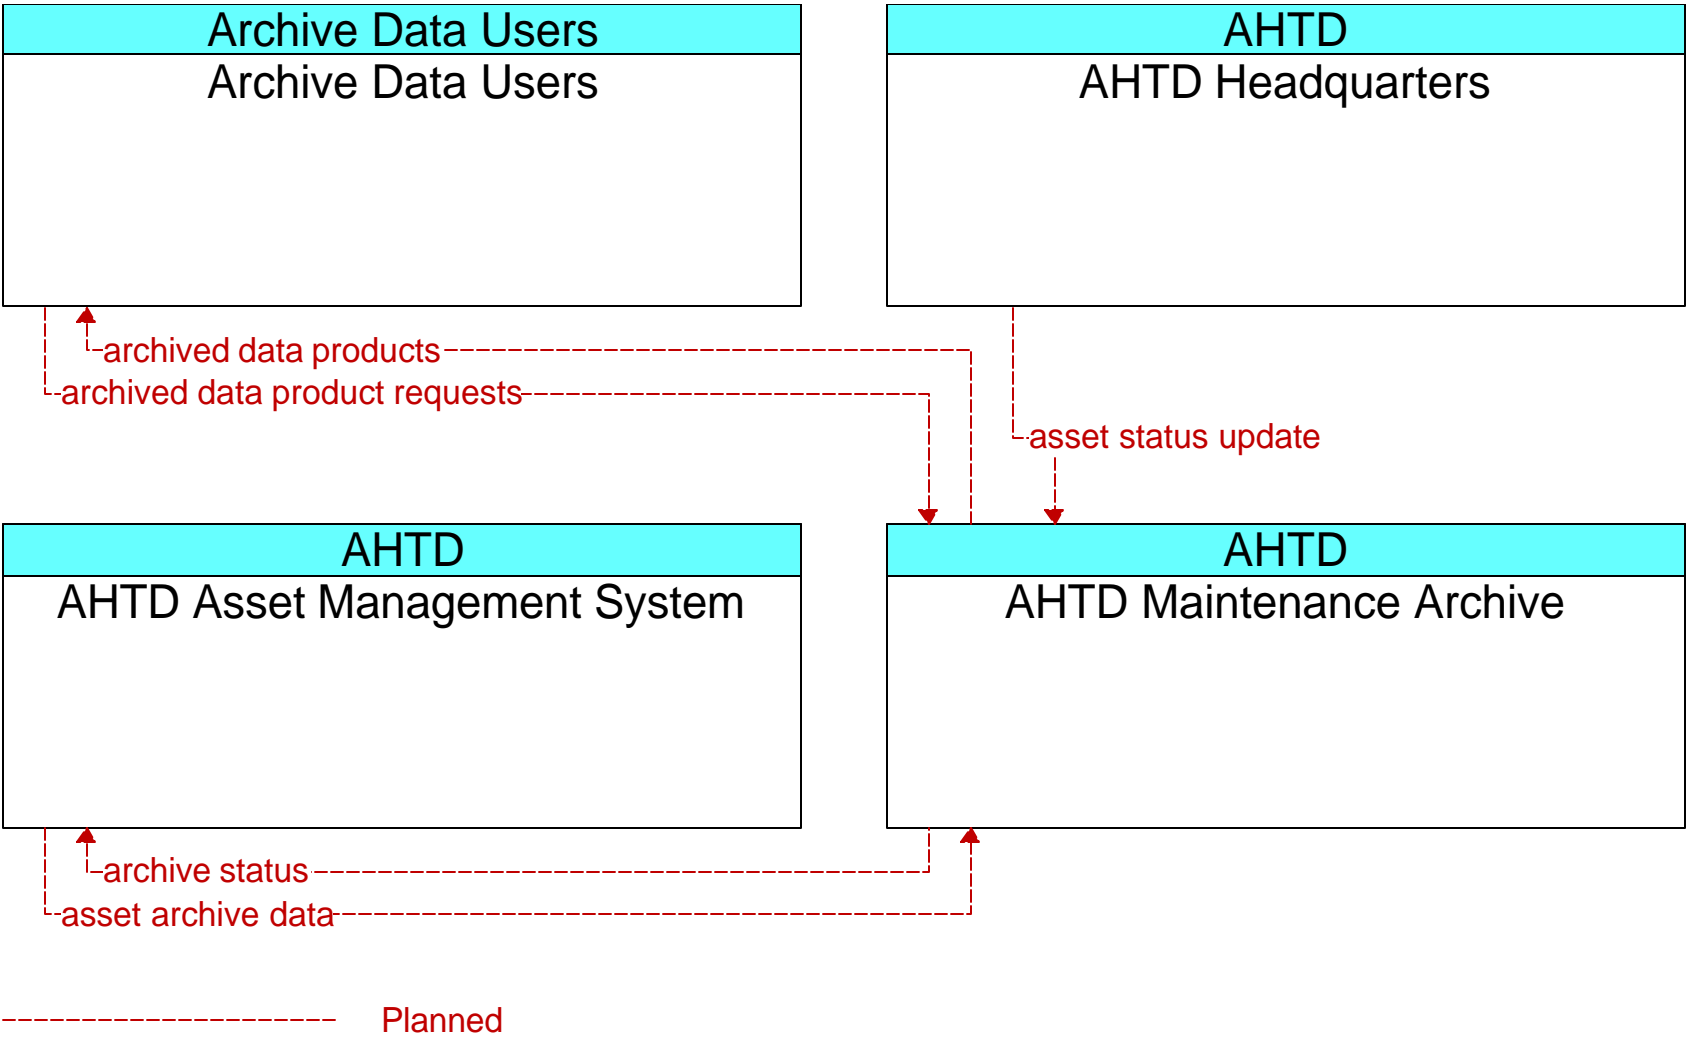 Archive Data Users
Archive Data Users
AHTD
AHTD Headquarters
archived data products
archived data product requests
asset status update
AHTD
AHTD Asset Management System
AHTD
AHTD Maintenance Archive
archive status
asset archive data
Planned